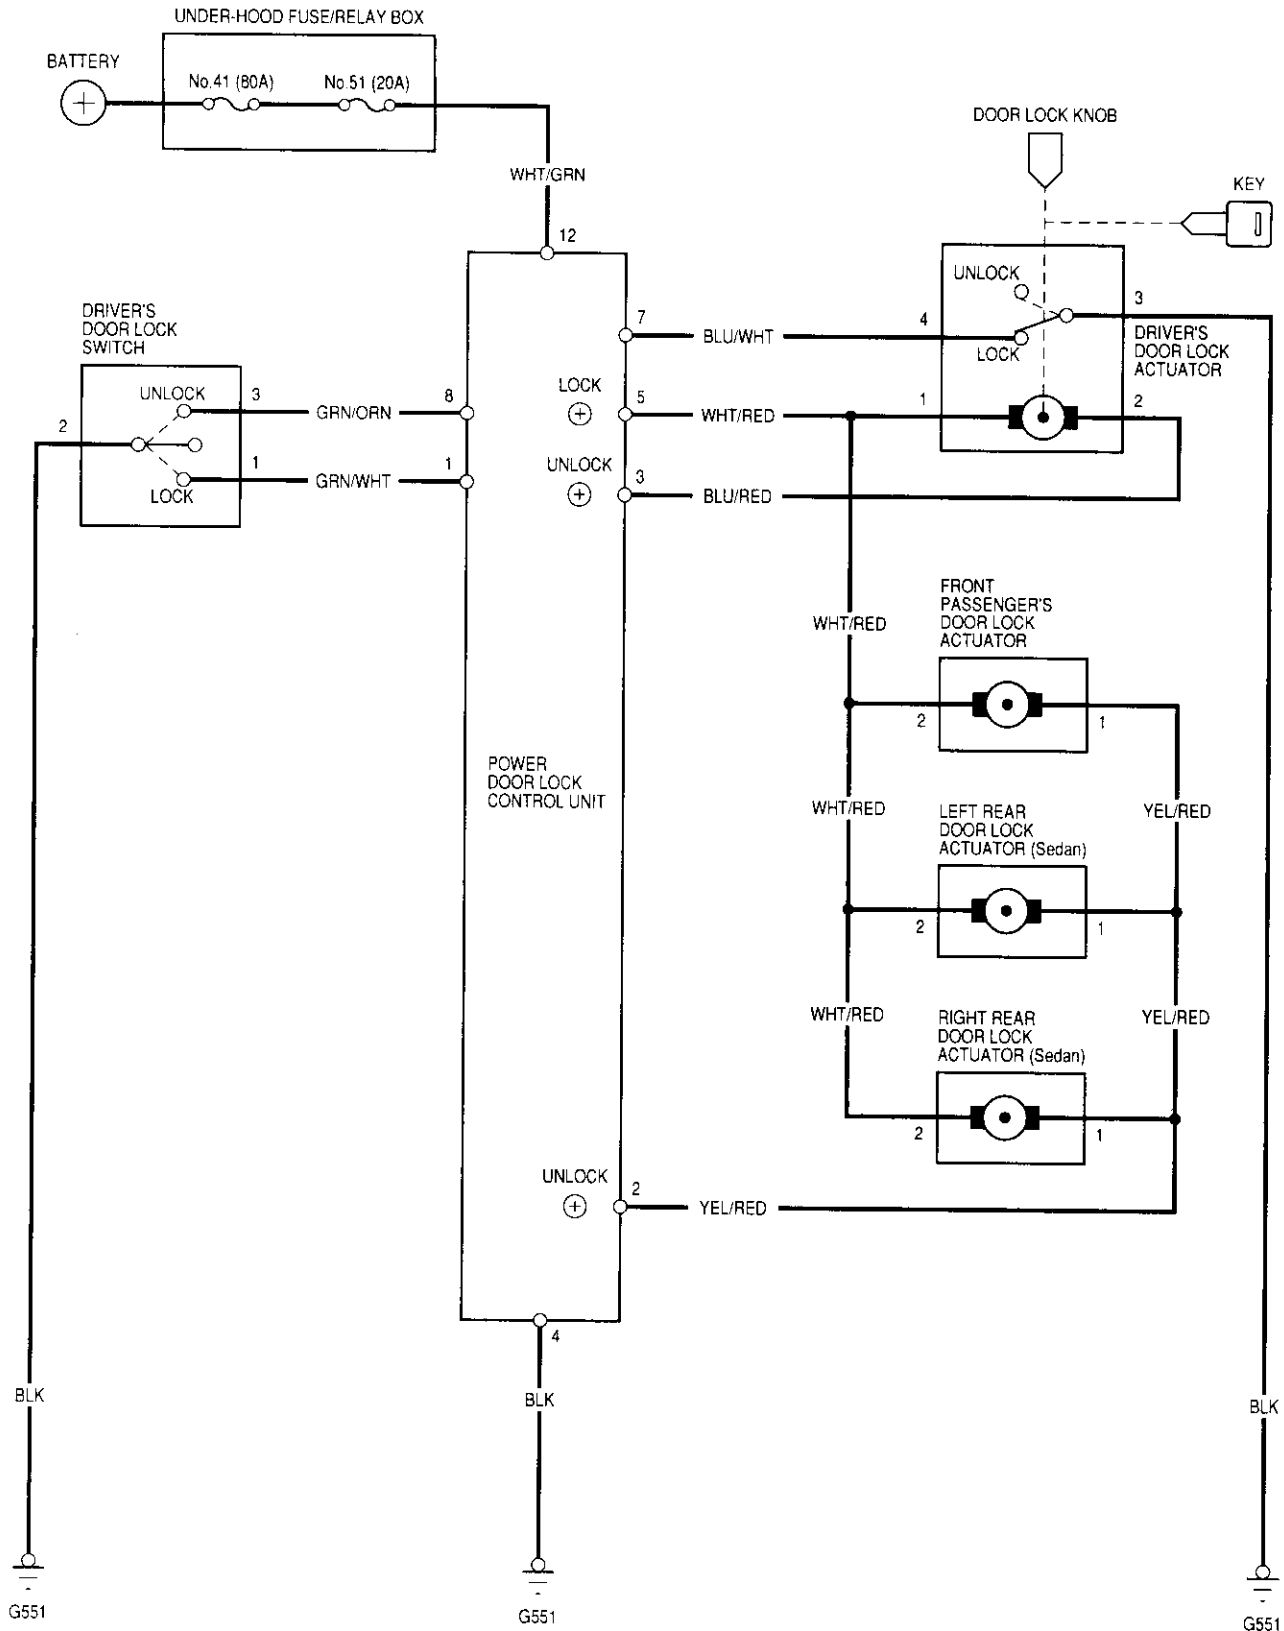 UNDER-HOOD FUSE/RELAY BOX
BATTERY
No.41 (80A)
No.51 (20A)
WHT/GRN
12
DOOR LOCK KNOB
KEY
UNLOCK
LOCK
4
3
DRIVER'S
DOOR LOCK
ACTUATOR
1
2
DRIVER'S
DOOR LOCK
SWITCH
UNLOCK
LOCK
2
3
1
GRN/ORN
GRN/WHT
8
1
7
BLU/WHT
LOCK
5
WHT/RED
UNLOCK
3
BLU/RED
WHT/RED
FRONT
PASSENGER'S
DOOR LOCK
ACTUATOR
2
1
POWER
DOOR LOCK
CONTROL UNIT
WHT/RED
LEFT REAR
DOOR LOCK
ACTUATOR (Sedan)
YEL/RED
2
1
WHT/RED
RIGHT REAR
DOOR LOCK
ACTUATOR (Sedan)
YEL/RED
2
1
UNLOCK
2
YEL/RED
4
BLK
BLK
BLK
G551
G551
G551